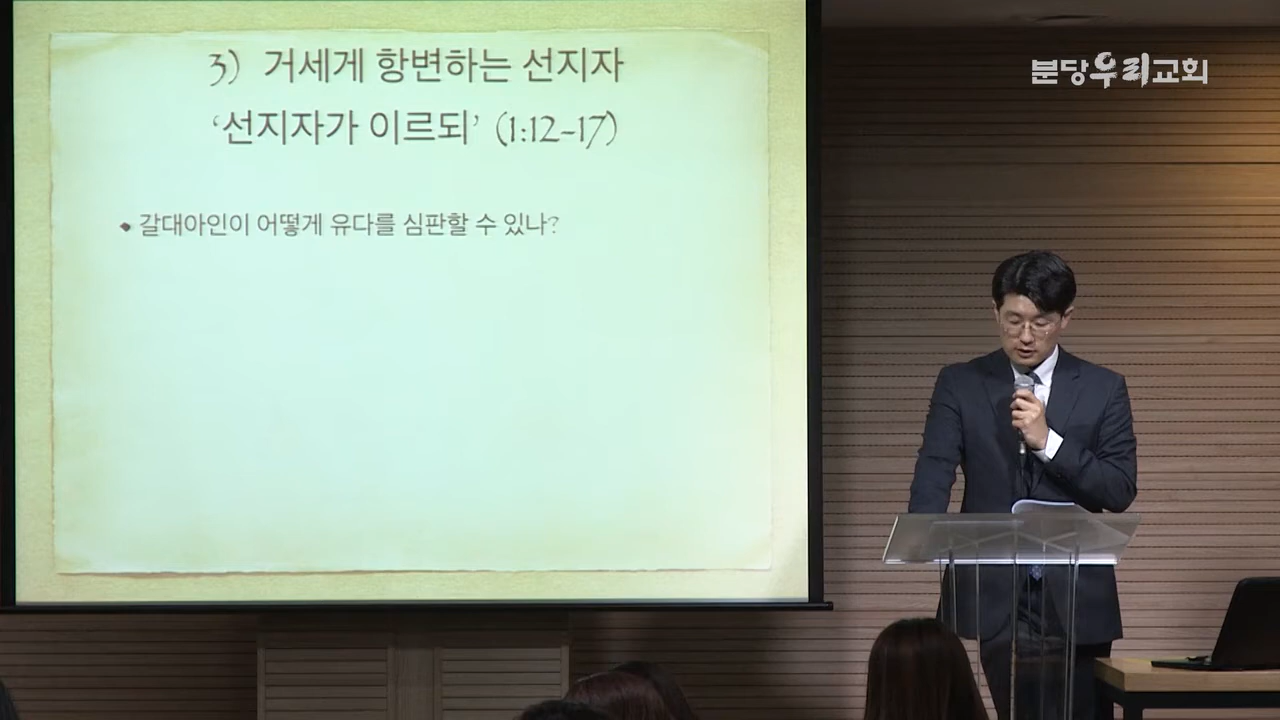 3) 거세게 항변하는 선지자
‘선지자가 이르되’ (1:12-17)
• 갈대아인이 어떻게 유다를 심판할 수 있나?
분당우리교회